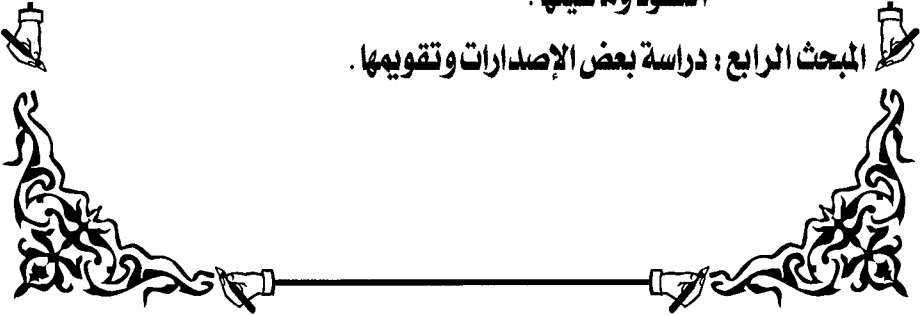 المبحث الرابع : دراسة بعض الإصدارات وتقويمها .